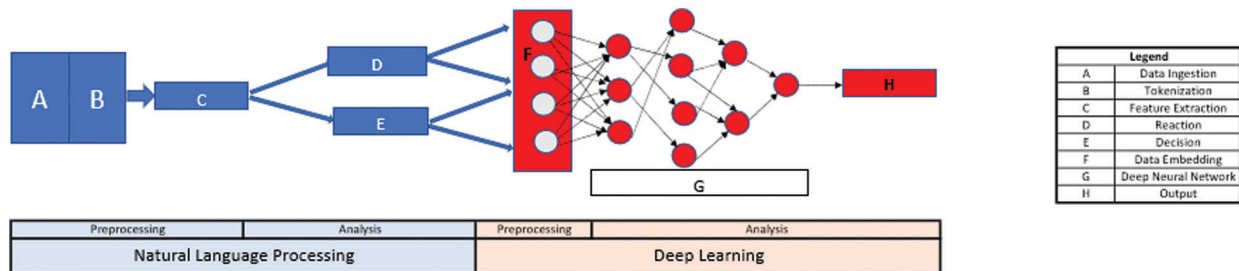 A B
C
D
E
F
G
H
Legend
A Data Ingestion
B Tokenization
C Feature Extraction
D Reaction
E Decision
F Data Embedding
G Deep Neural Network
H Output
Preprocessing Analysis Preprocessing Analysis
Natural Language Processing Deep Learning